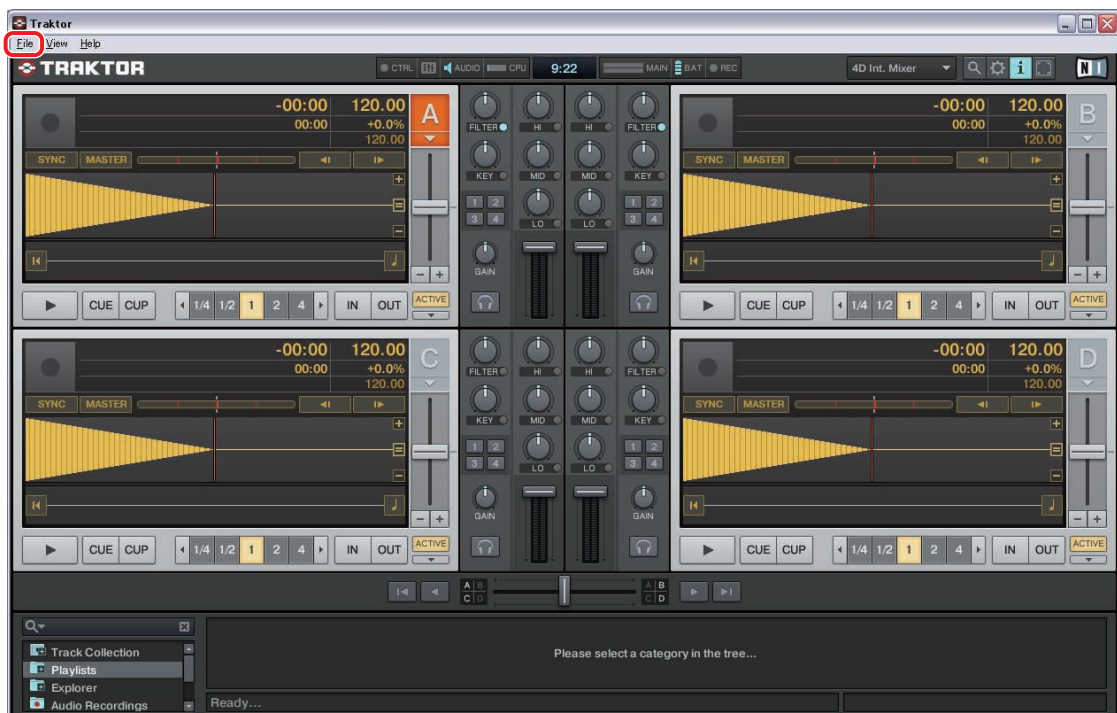 Traktor
File View Help
TRAKTOR CTRL AUDIO CPU 9:22 MAIN BAT REC 4D Int. Mixer i N I
-00:00 120.00 A
00:00 +0.0%
120.00
SYNC MASTER
CUE CUP 1/4 1/2 1 2 4 IN OUT ACTIVE
FILTER HI HI FILTER
KEY MID MID KEY
1 2 LO LO 1 2
3 4 3 4
GAIN GAIN
-00:00 120.00 B
00:00 +0.0%
120.00
SYNC MASTER
CUE CUP 1/4 1/2 1 2 4 IN OUT ACTIVE
-00:00 120.00 C
00:00 +0.0%
120.00
SYNC MASTER
CUE CUP 1/4 1/2 1 2 4 IN OUT ACTIVE
FILTER HI HI FILTER
KEY MID MID KEY
1 2 LO LO 1 2
3 4 3 4
GAIN GAIN
-00:00 120.00 D
00:00 +0.0%
120.00
SYNC MASTER
CUE CUP 1/4 1/2 1 2 4 IN OUT ACTIVE
A B A B
C D C D
Track Collection
Playlists
Explorer
Audio Recordings
Please select a category in the tree...
Ready...